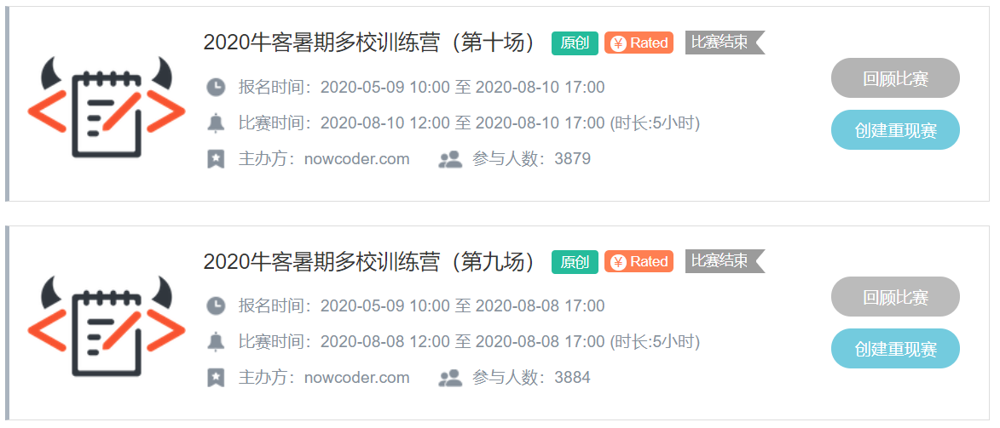 2020牛客暑期多校训练营（第十场） 原创 ¥ Rated 比赛结束
报名时间：2020-05-09 10:00 至 2020-08-10 17:00
回顾比赛
比赛时间：2020-08-10 12:00 至 2020-08-10 17:00 (时长:5小时)
创建重现赛
主办方：nowcoder.com 参与人数：3879
2020牛客暑期多校训练营（第九场） 原创 ¥ Rated 比赛结束
报名时间：2020-05-09 10:00 至 2020-08-08 17:00
回顾比赛
比赛时间：2020-08-08 12:00 至 2020-08-08 17:00 (时长:5小时)
创建重现赛
主办方：nowcoder.com 参与人数：3884